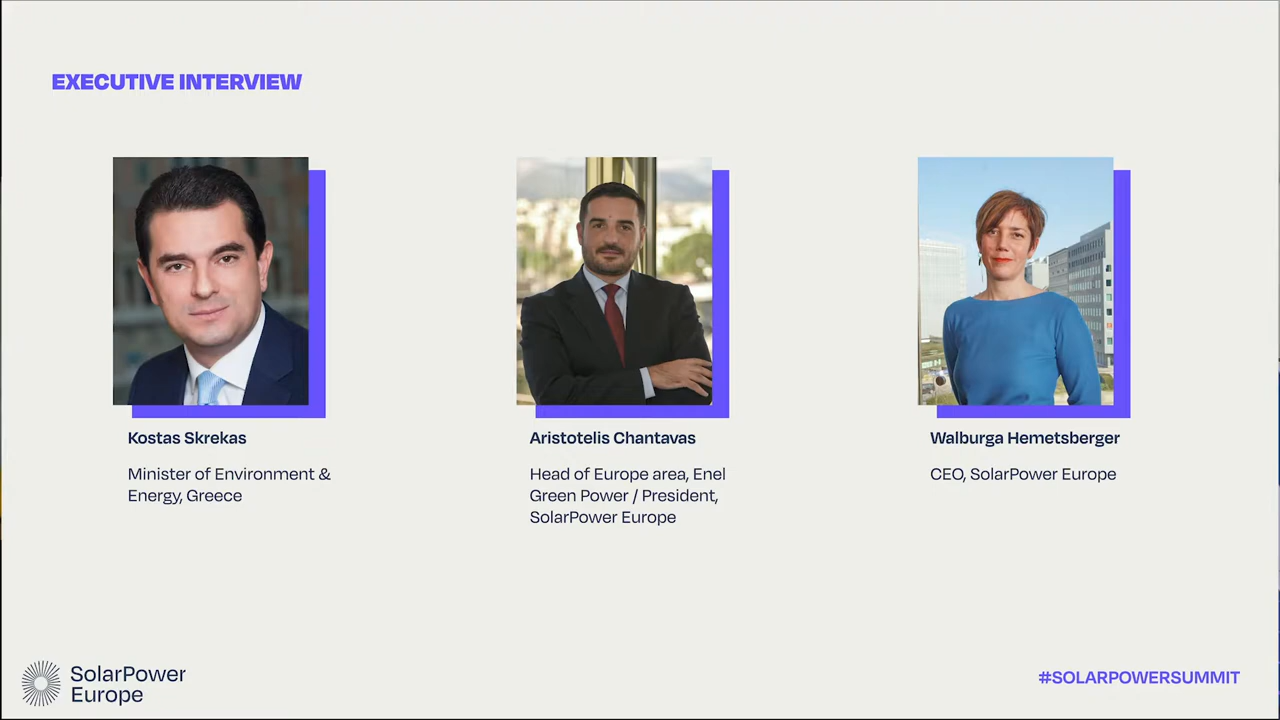 EXECUTIVE INTERVIEW
Kostas Skrekas
Minister of Environment &
Energy, Greece
Aristotelis Chantavas
Head of Europe area, Enel
Green Power / President,
SolarPower Europe
Walburga Hemetsberger
CEO, SolarPower Europe
SolarPower
Europe
#SOLARPOWERSUMMIT